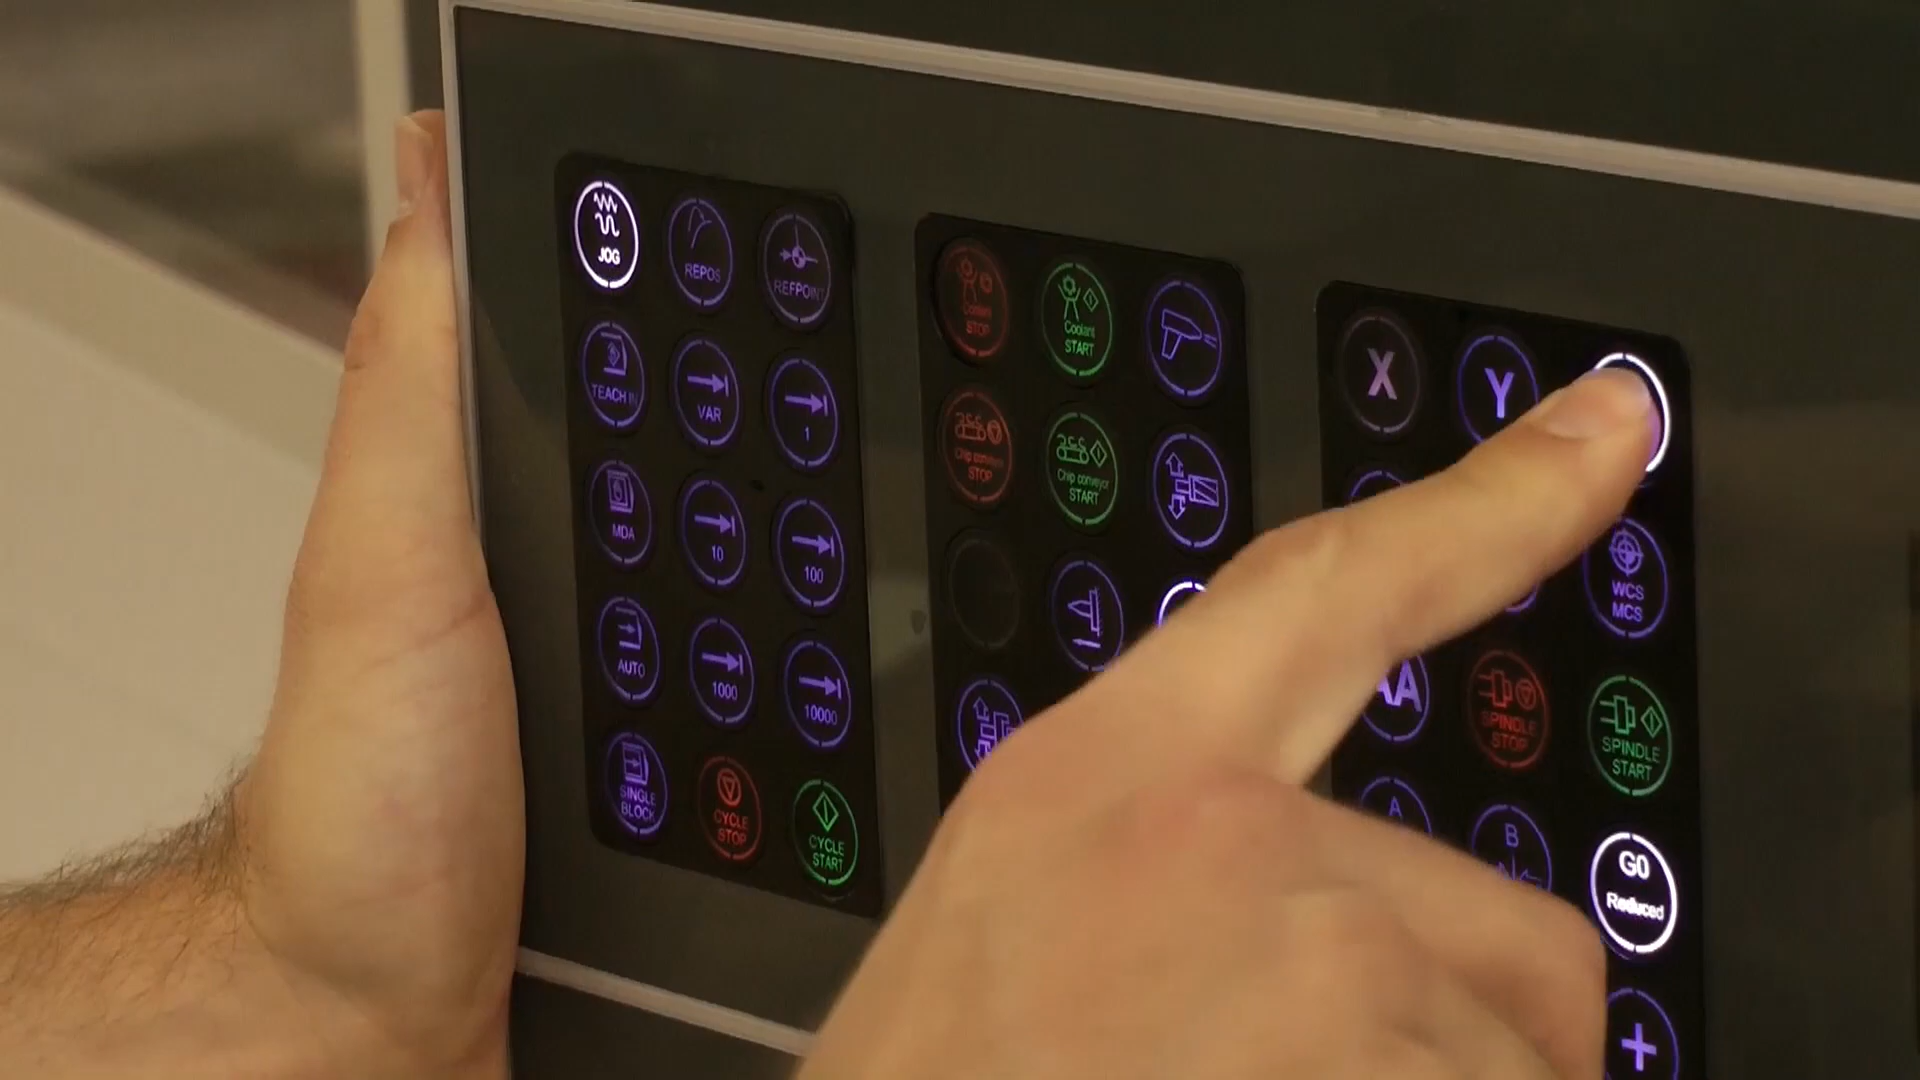 JOG
REPOS
REFPOINT
TEACH IN
VAR
1
MDA
10
100
AUTO
1000
10000
SINGLE
BLOCK
CYCLE
STOP
CYCLE
START
Coolant
STOP
Coolant
START
Chip conveyor
STOP
Chip conveyor
START
X
Y
WCS
MCS
SPINDLE
STOP
SPINDLE
START
A
B
G0
Reduced
+